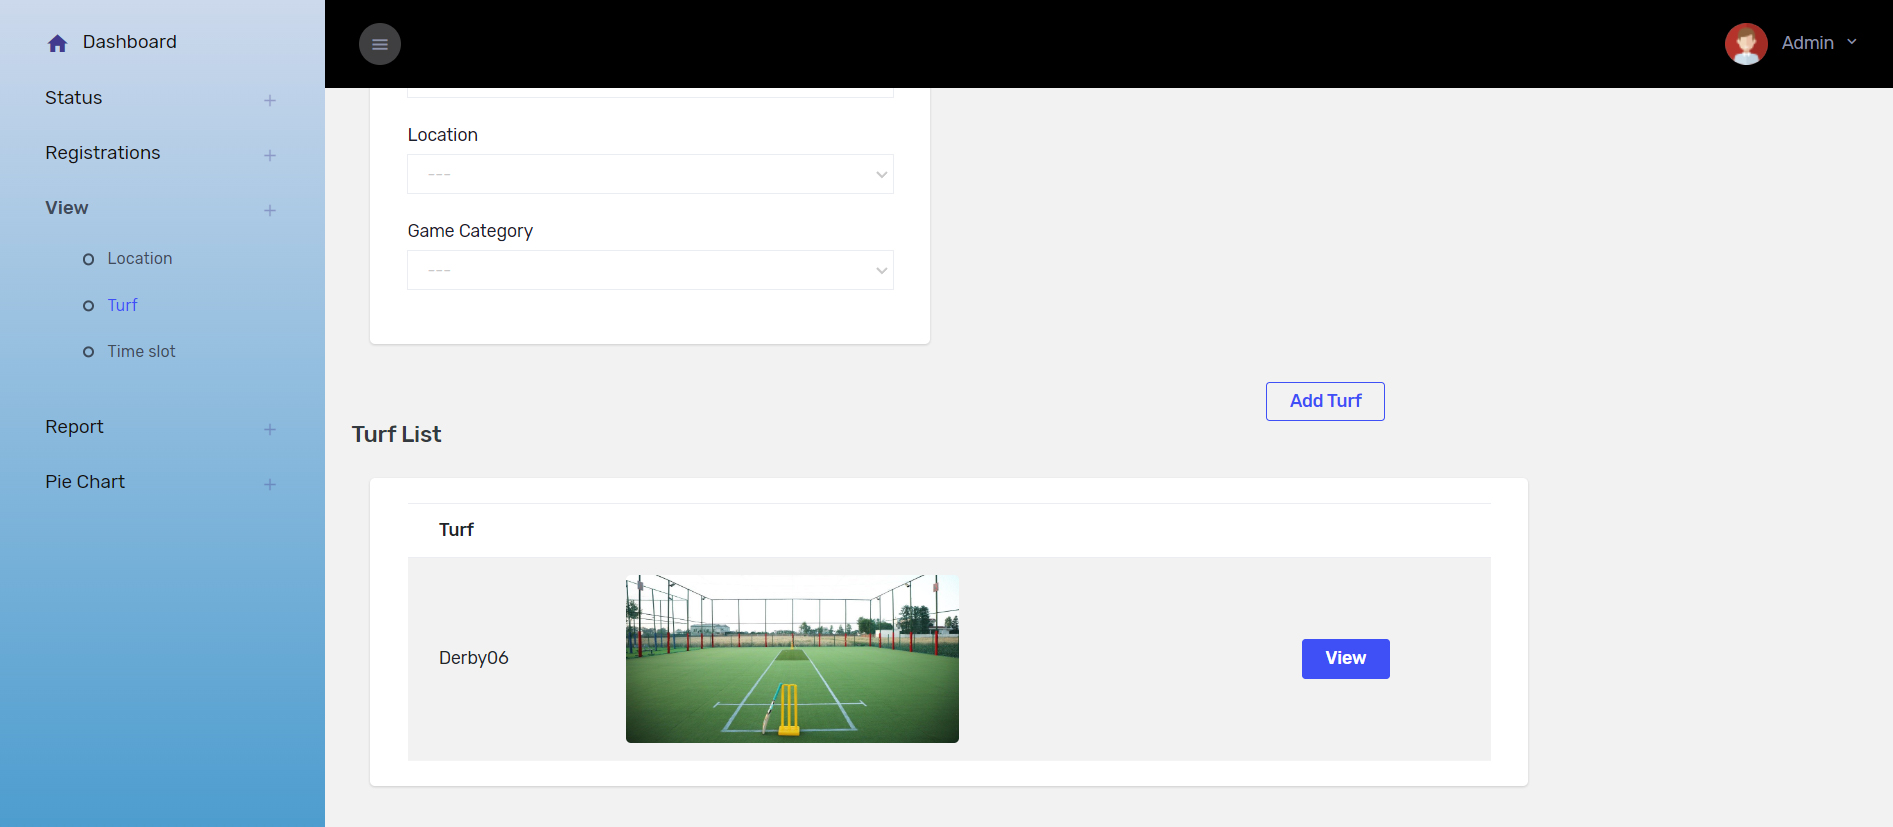 Dashboard
Status
Registrations
View
Location
Turf
Time slot
Report
Pie Chart
Admin
Location
---
Game Category
---
Add Turf
Turf List
Turf
Derby06
View